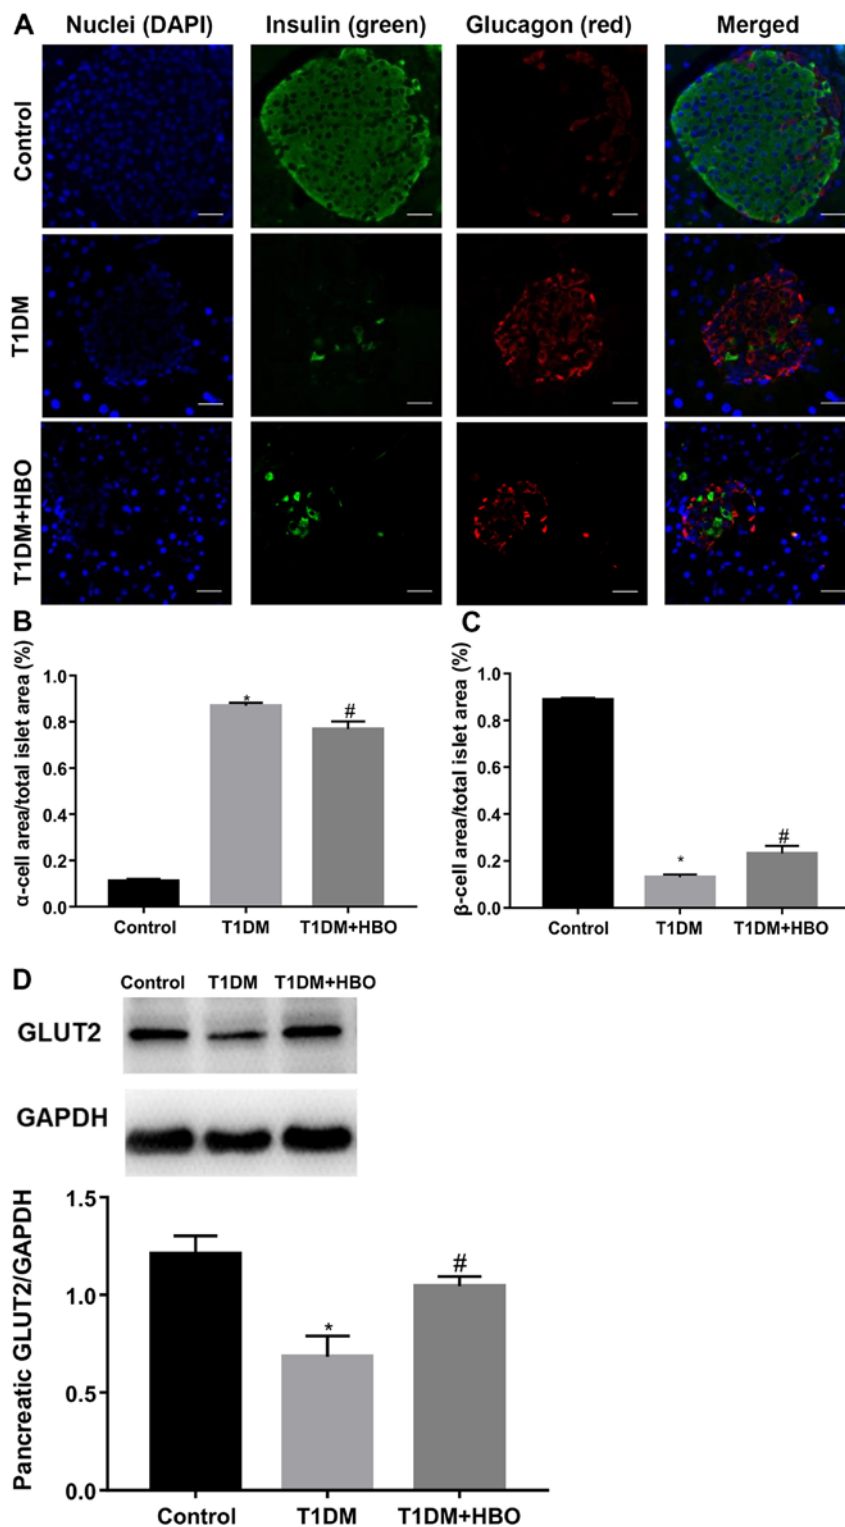 A
Nuclei (DAPI) Insulin (green) Glucagon (red) Merged
Control
T1DM
T1DM+HBO
B
α-cell area/total islet area (%)
1.0
0.8
0.6
0.4
0.2
0.0
*
#
Control T1DM T1DM+HBO
C
β-cell area/total islet area (%)
1.0
0.8
0.6
0.4
0.2
0.0
*
#
Control T1DM T1DM+HBO
D
Control T1DM T1DM+HBO
GLUT2
GAPDH
Pancreatic GLUT2/GAPDH
1.5
1.0
0.5
0.0
*
#
Control T1DM T1DM+HBO